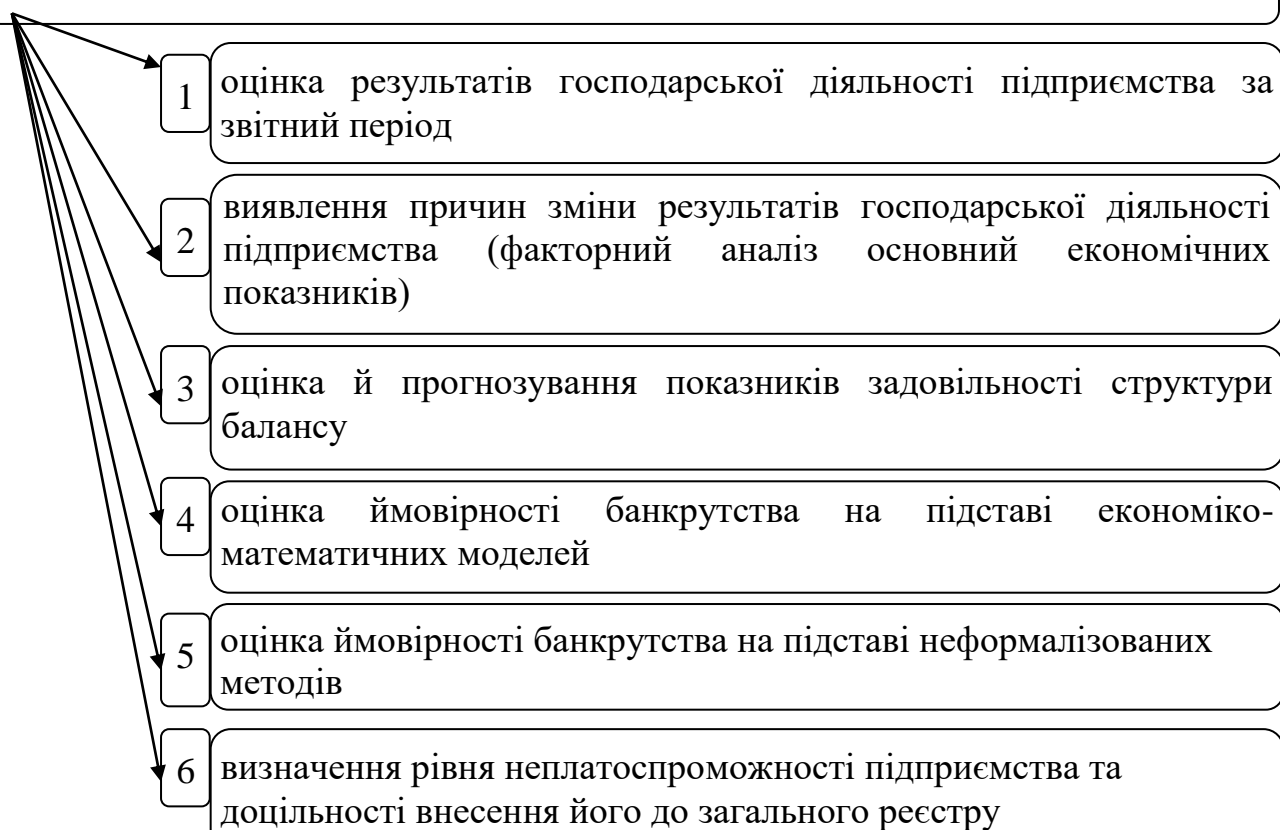 1
оцінка результатів господарської діяльності підприємства за
звітний період
2
виявлення причин зміни результатів господарської діяльності
підприємства (факторний аналіз основний економічних
показників)
3
оцінка й прогнозування показників задовільності структури
балансу
4
оцінка ймовірності банкрутства на підставі економіко-
математичних моделей
5
оцінка ймовірності банкрутства на підставі неформалізованих
методів
6
визначення рівня неплатоспроможності підприємства та
доцільності внесення його до загального реєстру